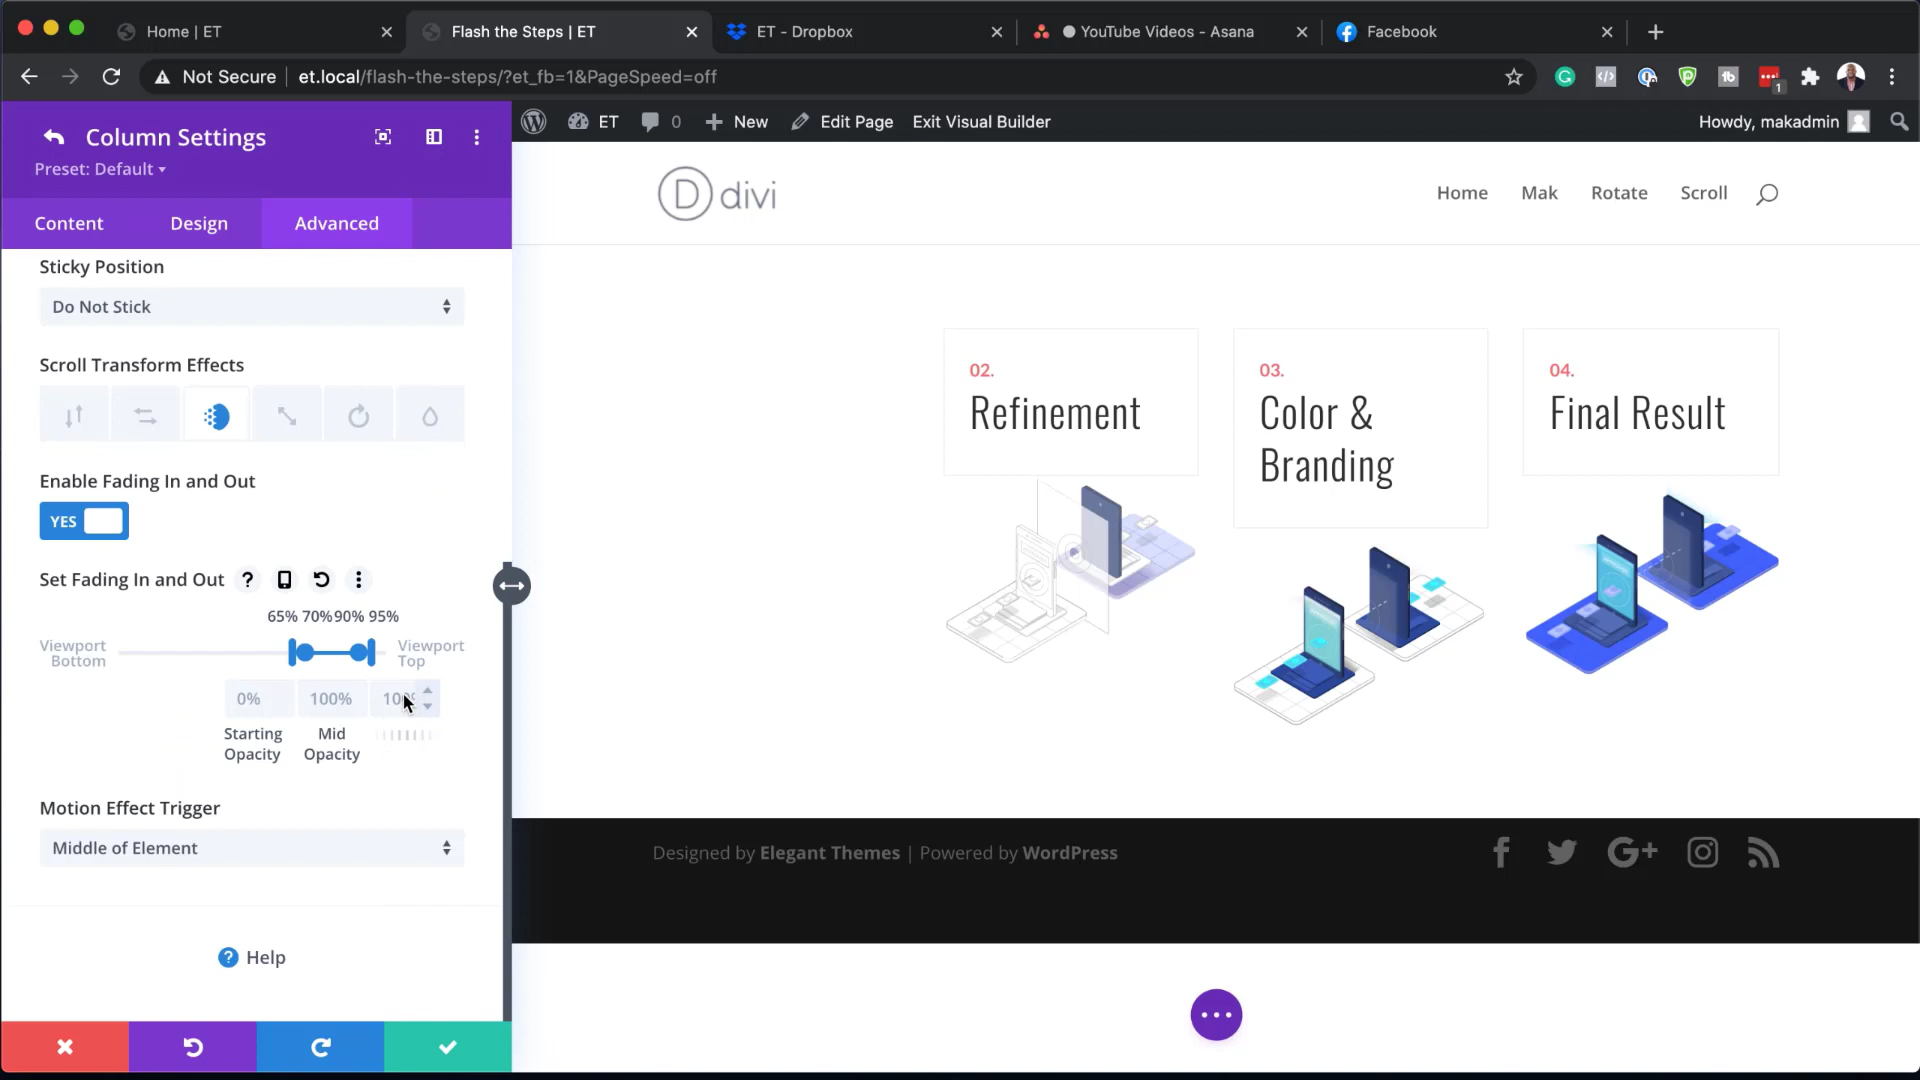 Home | ET
Flash the Steps | ET
ET - Dropbox
YouTube Videos - Asana
Facebook
Not Secure
et.local/flash-the-steps/?et_fb=1&PageSpeed=off
1
Column Settings
Preset: Default
ET
0
New
Edit Page
Exit Visual Builder
Howdy, makadmin
Content
Design
Advanced
divi
Home
Mak
Rotate
Scroll
Sticky Position
Do Not Stick
Scroll Transform Effects
Enable Fading In and Out
YES
Set Fading In and Out
65% 70% 90% 95%
Viewport
Bottom
Viewport
Top
0%
100%
Starting
Opacity
Mid
Opacity
Motion Effect Trigger
Middle of Element
Help
02.
Refinement
03.
Color &
Branding
04.
Final Result
Designed by Elegant Themes | Powered by WordPress